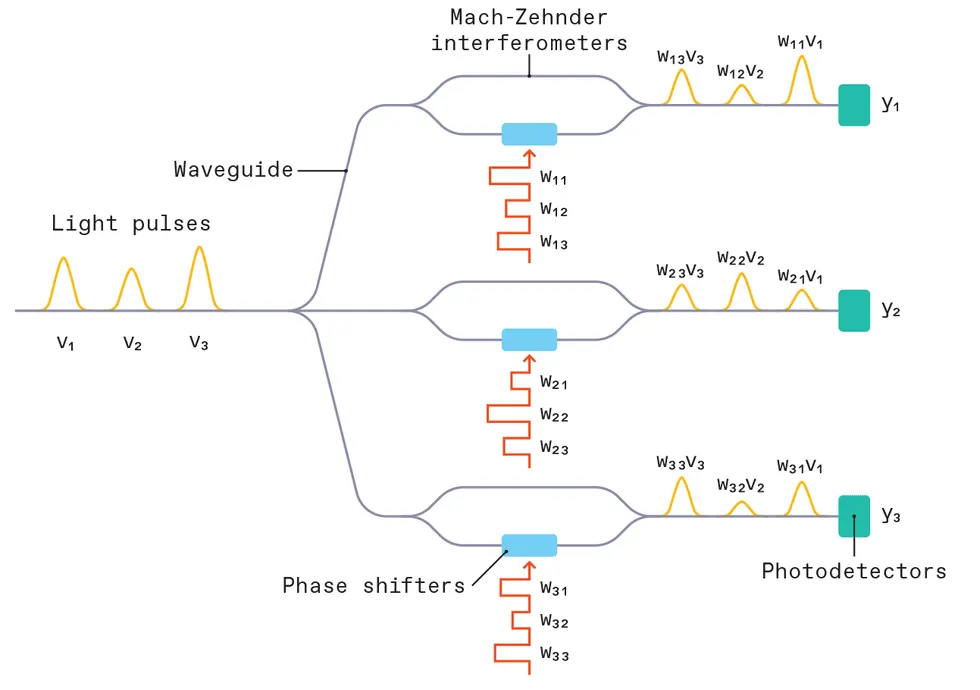 Mach-Zehnder
interferometers
W₁₃V₃
W₁₂V₂
W₁₁V₁
y₁
Waveguide
W₁₁
W₁₂
W₁₃
Light pulses
V₁
V₂
V₃
W₂₃V₃
W₂₂V₂
W₂₁V₁
y₂
W₂₁
W₂₂
W₂₃
W₃₃V₃
W₃₂V₂
W₃₁V₁
y₃
Photodetectors
Phase shifters
W₃₁
W₃₂
W₃₃